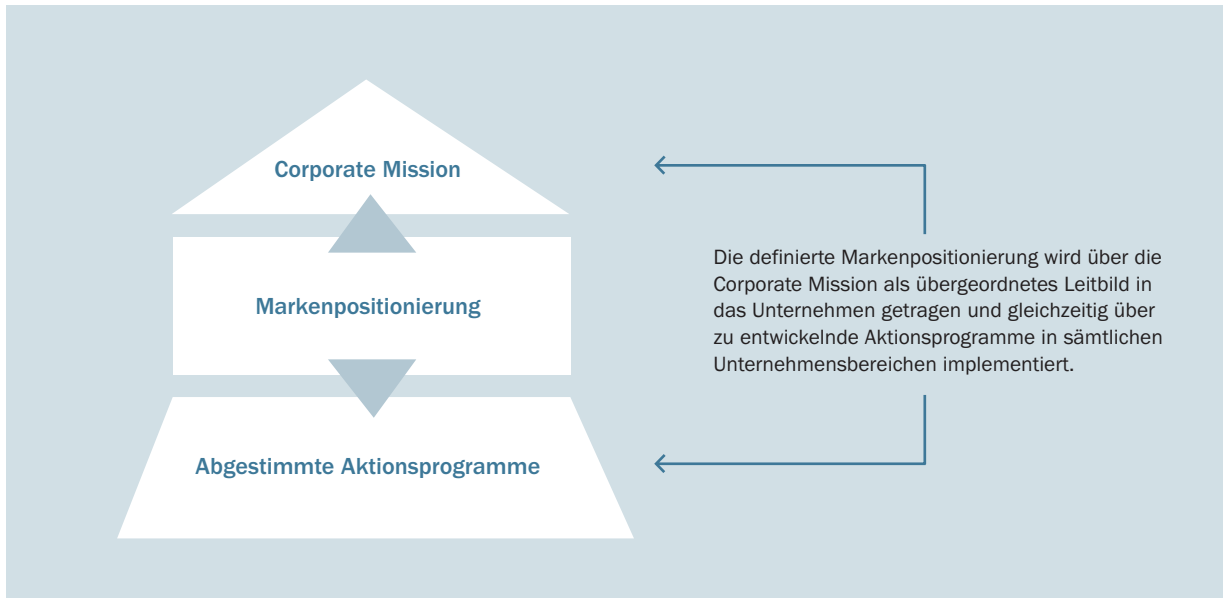 Corporate Mission
Markenpositionierung
Abgestimmte Aktionsprogramme
Die definierte Markenpositionierung wird über die
Corporate Mission als übergeordnetes Leitbild in
das Unternehmen getragen und gleichzeitig über
zu entwickelnde Aktionsprogramme in sämtlichen
Unternehmensbereichen implementiert.